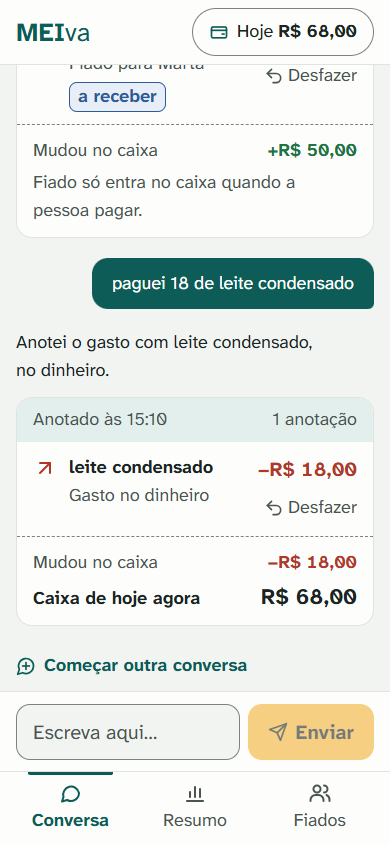 MEIva
Hoje R$ 68,00
Fiado para Marta
Desfazer
a receber
Mudou no caixa +R$ 50,00
Fiado só entra no caixa quando a
pessoa pagar.
paguei 18 de leite condensado
Anotei o gasto com leite condensado,
no dinheiro.
Anotado às 15:10 1 anotação
leite condensado −R$ 18,00
Gasto no dinheiro
Desfazer
Mudou no caixa −R$ 18,00
Caixa de hoje agora R$ 68,00
Começar outra conversa
Escreva aqui...
Enviar
Conversa Resumo Fiados